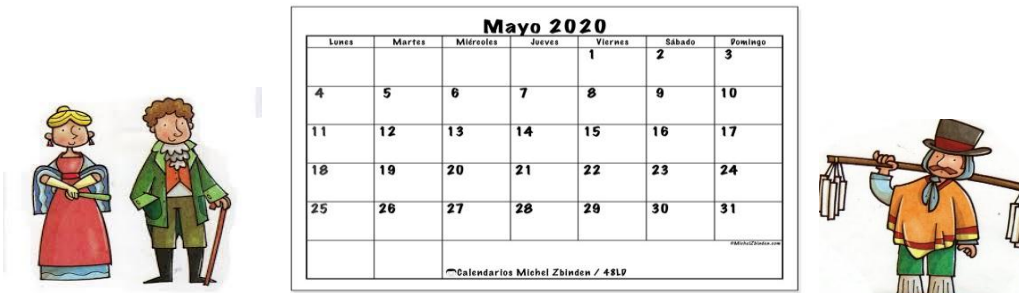 Mayo 2020
Lunes Martes Miércoles Jueves Viernes Sábado Domingo
1 2 3
4 5 6 7 8 9 10
11 12 13 14 15 16 17
18 19 20 21 22 23 24
25 26 27 28 29 30 31
©MichelZbinden.com
Calendarios Michel Zbinden / 48LD